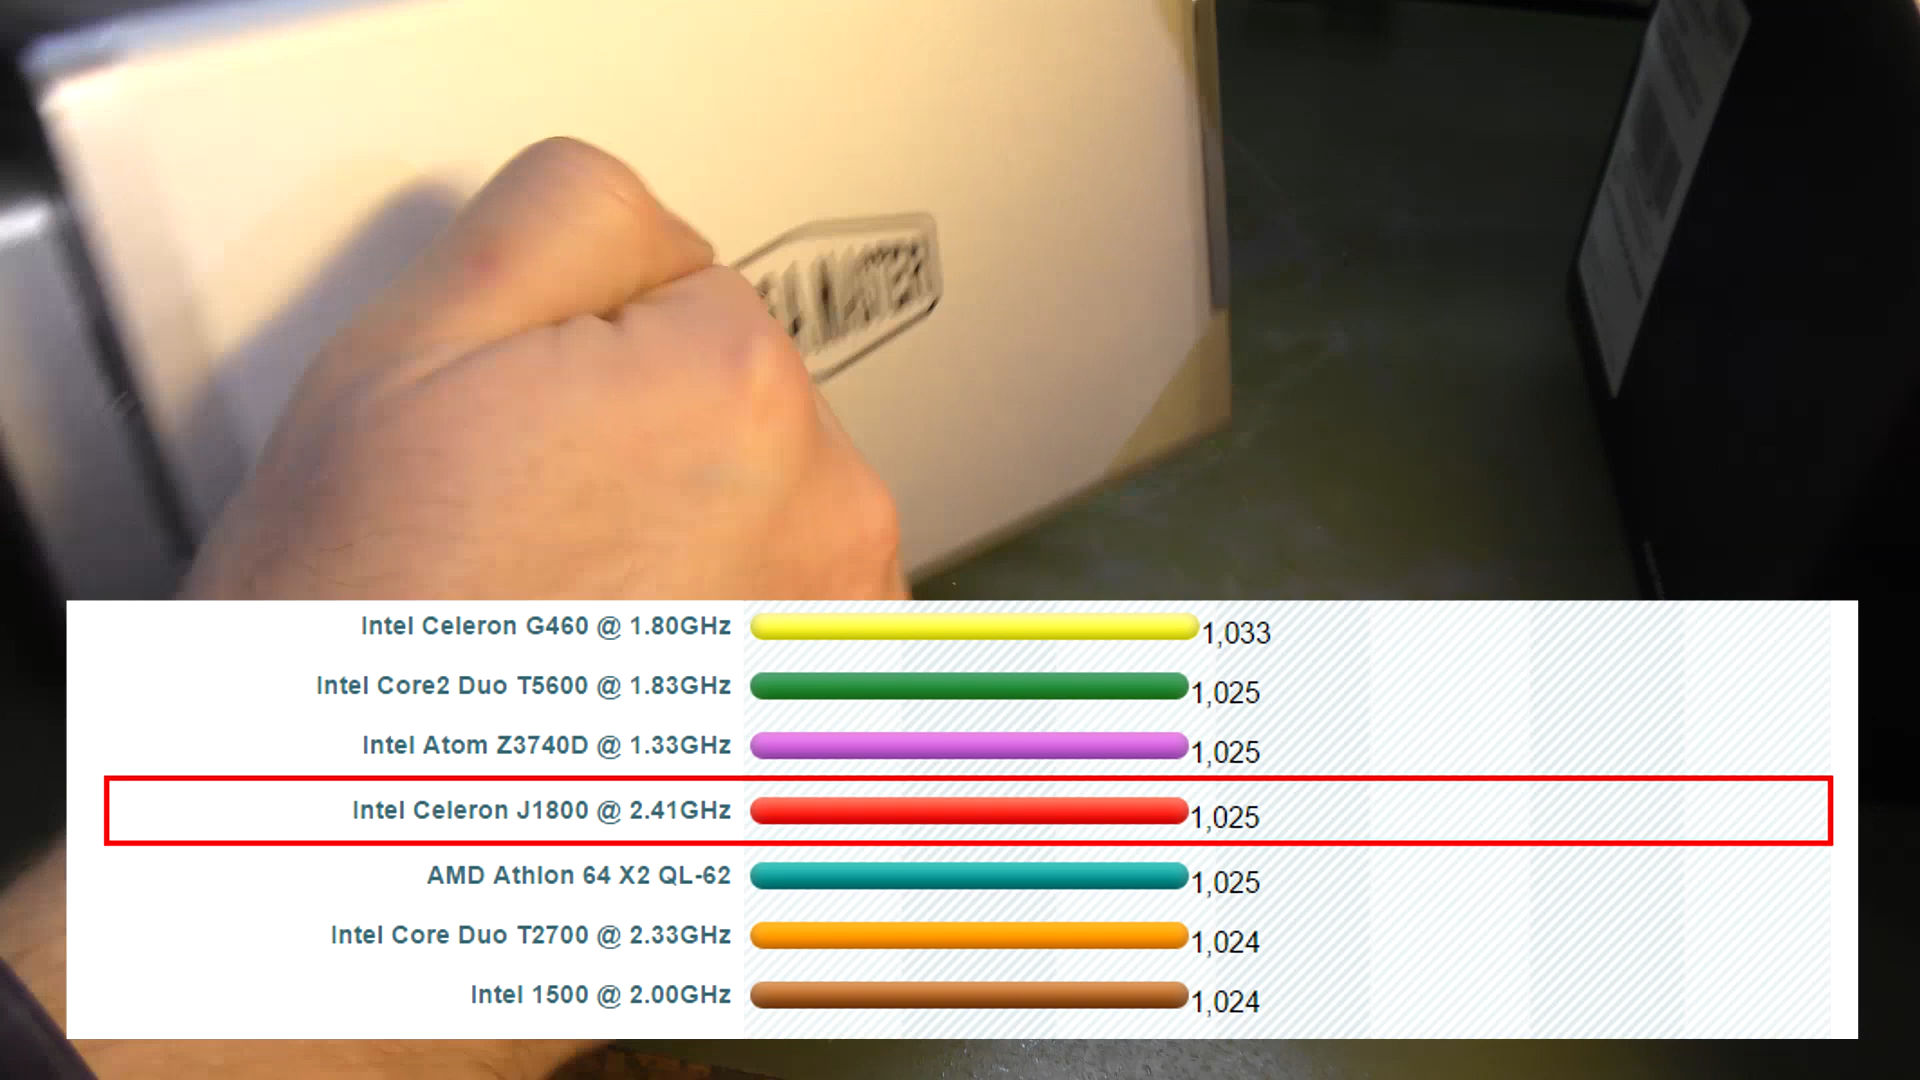 MASTER
Intel Celeron G460 @ 1.80GHz 1,033
Intel Core2 Duo T5600 @ 1.83GHz 1,025
Intel Atom Z3740D @ 1.33GHz 1,025
Intel Celeron J1800 @ 2.41GHz 1,025
AMD Athlon 64 X2 QL-62 1,025
Intel Core Duo T2700 @ 2.33GHz 1,024
Intel 1500 @ 2.00GHz 1,024